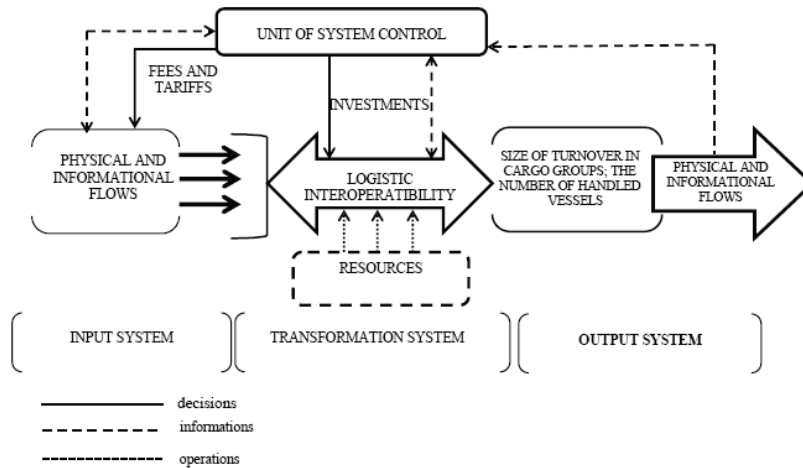 UNIT OF SYSTEM CONTROL
FEES AND
TARIFFS
INVESTMENTS
PHYSICAL AND
INFORMATIONAL
FLOWS
LOGISTIC
INTEROPERATIBILITY
SIZE OF TURNOVER IN
CARGO GROUPS; THE
NUMBER OF HANDLED
VESSELS
PHYSICAL AND
INFORMATIONAL
FLOWS
RESOURCES
INPUT SYSTEM
TRANSFORMATION SYSTEM
OUTPUT SYSTEM
decisions
informations
operations